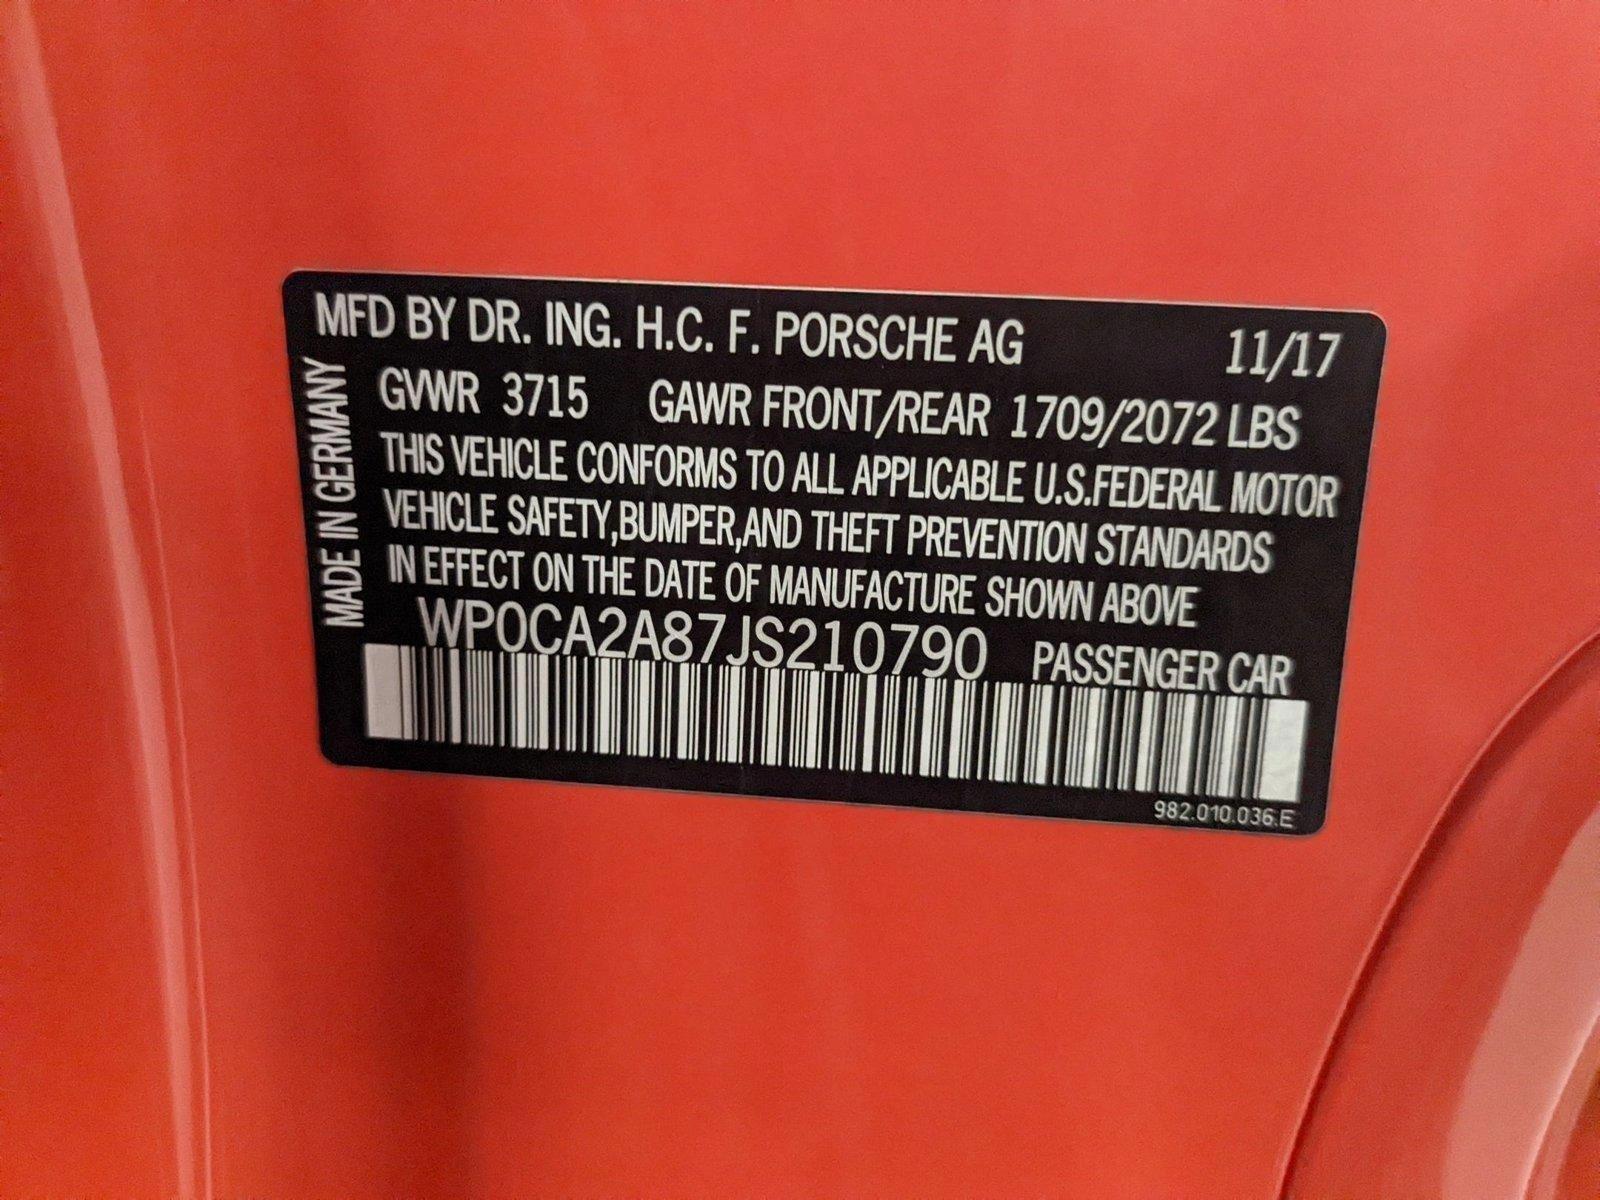 MFD BY DR. ING. H.C. F. PORSCHE AG 11/17
GVWR 3715 GAWR FRONT/REAR 1709/2072 LBS
THIS VEHICLE CONFORMS TO ALL APPLICABLE U.S.FEDERAL MOTOR
VEHICLE SAFETY,BUMPER,AND THEFT PREVENTION STANDARDS
IN EFFECT ON THE DATE OF MANUFACTURE SHOWN ABOVE
WP0CA2A87JS210790 PASSENGER CAR
982.010.036.E
MADE IN GERMANY